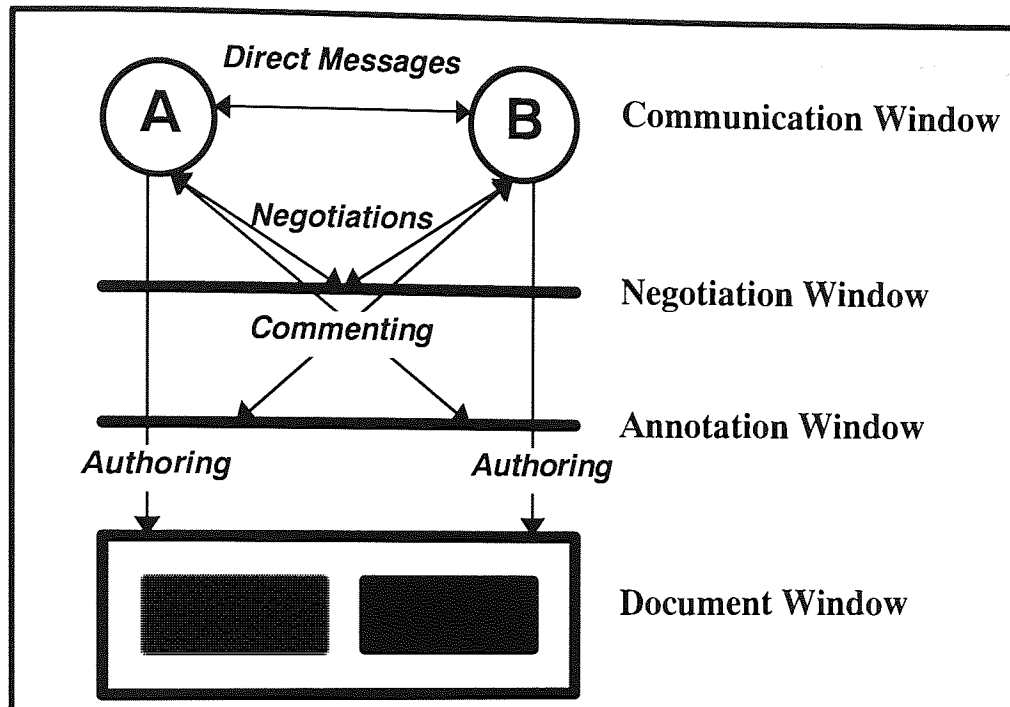 Direct Messages
A
B
Communication Window
Negotiations
Negotiation Window
Commenting
Annotation Window
Authoring
Authoring
Document Window